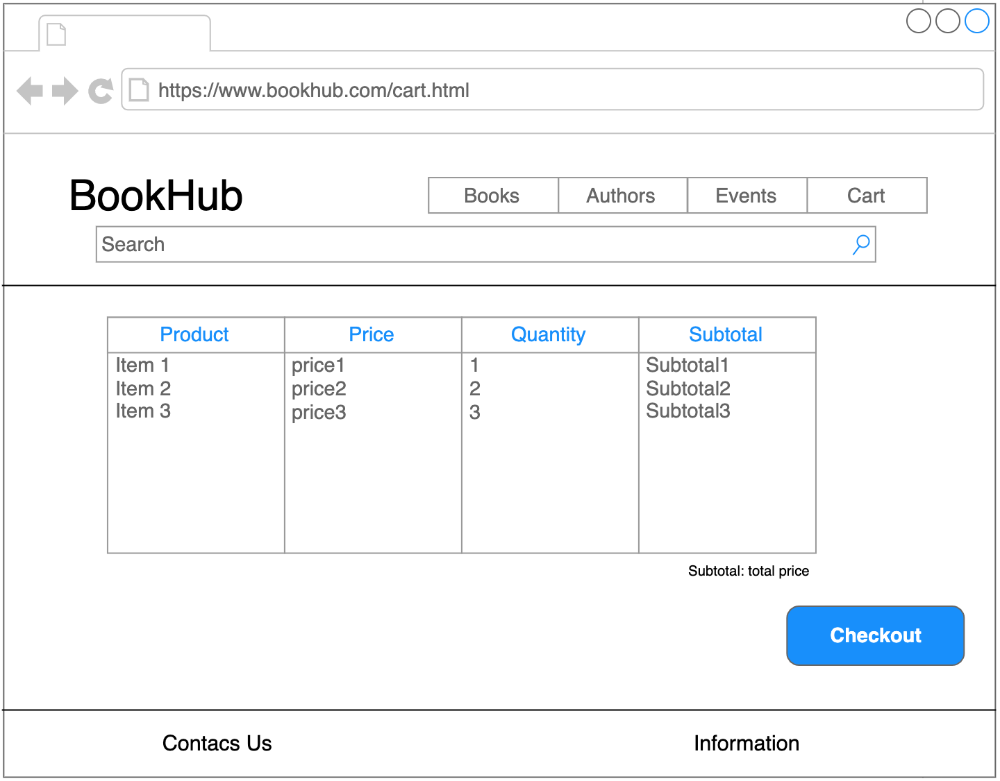 https://www.bookhub.com/cart.html
BookHub
Books Authors Events Cart
Search
Product Price Quantity Subtotal
Item 1 price1 1 Subtotal1
Item 2 price2 2 Subtotal2
Item 3 price3 3 Subtotal3
Subtotal: total price
Checkout
Contacs Us Information